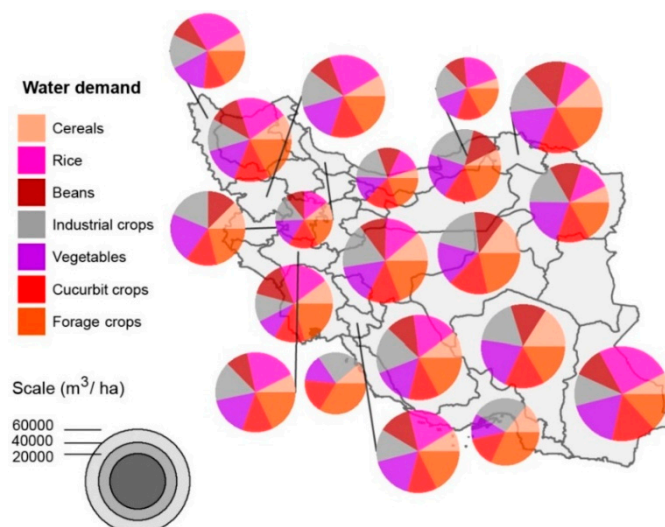 Water demand
Cereals
Rice
Beans
Industrial crops
Vegetables
Cucurbit crops
Forage crops
Scale (m³/ ha)
60000
40000
20000